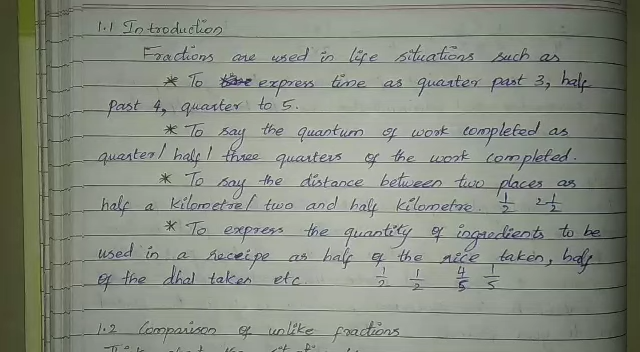 1.1 Introduction
Fractions are used in life situations such as
* To express time as quarter past 3, half
past 4, quarter to 5.
* To say the quantum of work completed as
quarter/ half/ three quarters of the work completed.
* To say the distance between two places as
half a kilometre/ two and half kilometre. 1/2 2 1/2
* To express the quantity of ingredients to be
used in a receipe as half of the rice taken, half
of the dhal taken etc. 1/2 1/2 4/5 1/5
1.2 Comparison of unlike fractions